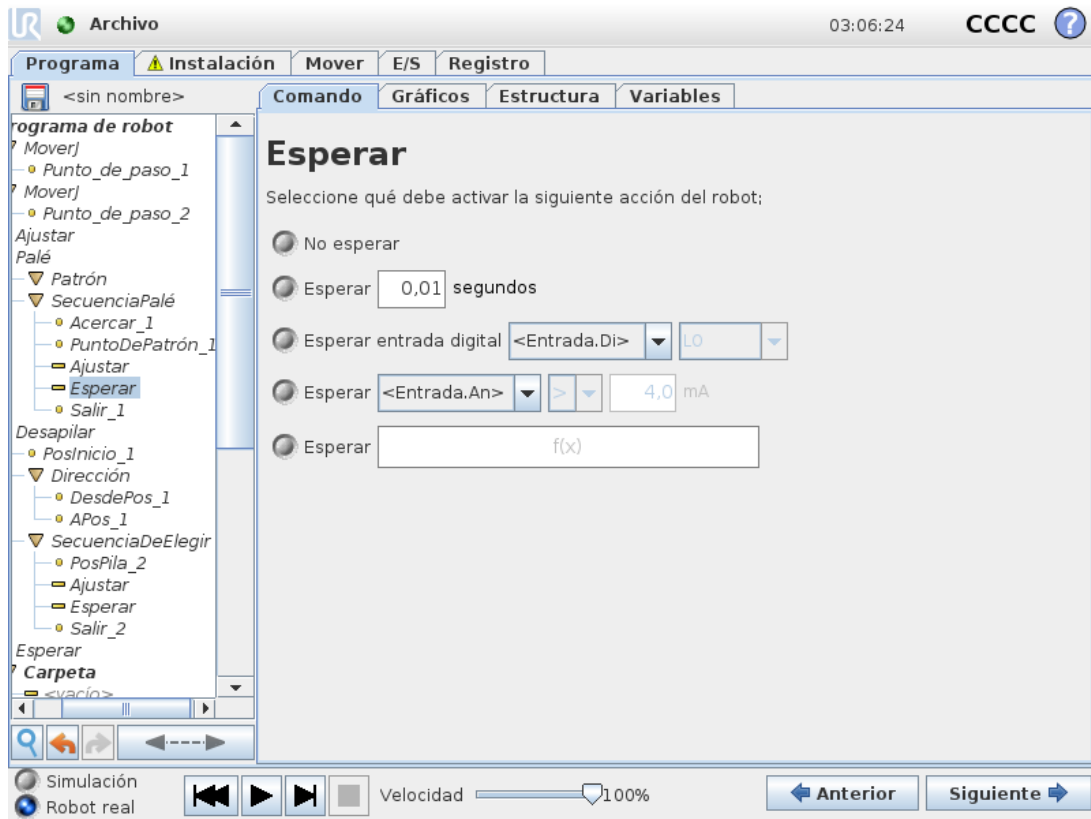 UR Archivo 03:06:24 CCCC ?
Programa Instalación Mover E/S Registro
<sin nombre> Comando Gráficos Estructura Variables
rograma de robot
MoverJ
Punto_de_paso_1
MoverJ
Punto_de_paso_2
Ajustar
Palé
Patrón
SecuenciaPalé
Acercar_1
PuntoDePatrón_1
Ajustar
Esperar
Salir_1
Desapilar
PosInicio_1
Dirección
DesdePos_1
APos_1
SecuenciaDeElegir
PosPila_2
Ajustar
Esperar
Salir_2
Esperar
Carpeta
<vacío>
Esperar
Seleccione qué debe activar la siguiente acción del robot;
No esperar
Esperar 0,01 segundos
Esperar entrada digital <Entrada.Di> LO
Esperar <Entrada.An> > 4,0 mA
Esperar f(x)
Simulación
Robot real
Velocidad 100% Anterior Siguiente